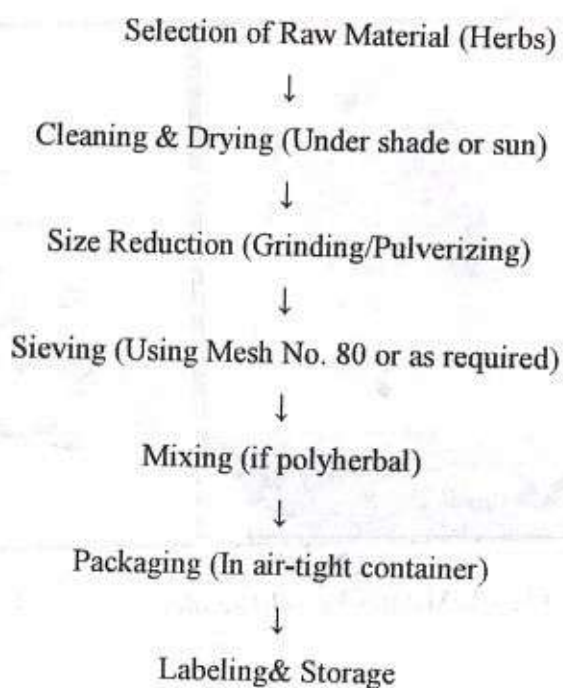 Selection of Raw Material (Herbs)
↓
Cleaning & Drying (Under shade or sun)
↓
Size Reduction (Grinding/Pulverizing)
↓
Sieving (Using Mesh No. 80 or as required)
↓
Mixing (if polyherbal)
↓
Packaging (In air-tight container)
↓
Labeling& Storage